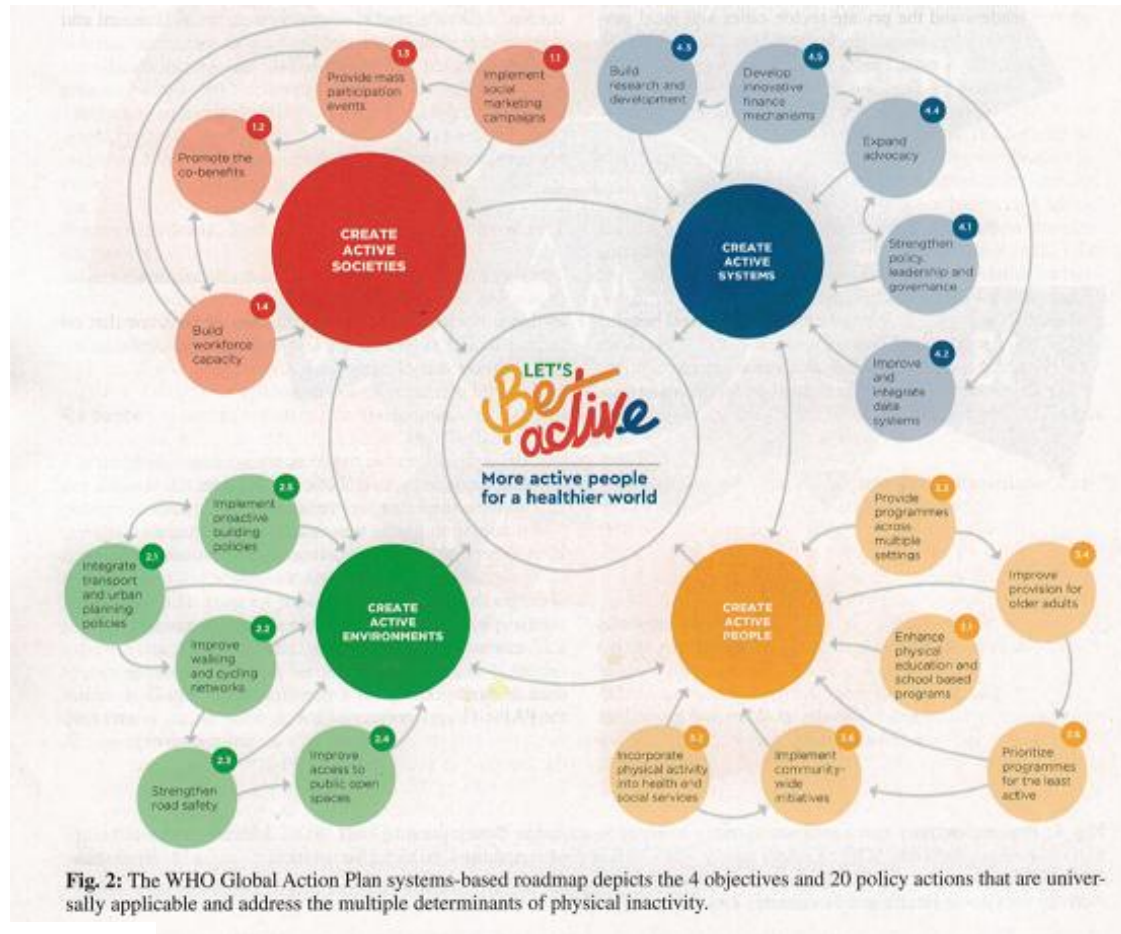 1.3
Provide mass
participation
events
1.1
Implement
social
marketing
campaigns
1.2
Promote the
co-benefits
CREATE
ACTIVE
SOCIETIES
1.4
Build
workforce
capacity
4.3
Build
research and
development
4.5
Develop
innovative
finance
mechanisms
4.4
Expand
advocacy
CREATE
ACTIVE
SYSTEMS
4.1
Strengthen
policy,
leadership and
governance
4.2
Improve
and
integrate
data
systems
LET'S
Be
active
More active people
for a healthier world
2.5
Implement
proactive
building
policies
2.1
Integrate
transport
and urban
planning
policies
2.2
Improve
walking
and cycling
networks
CREATE
ACTIVE
ENVIRONMENTS
2.3
Strengthen
road safety
2.4
Improve
access to
public open
spaces
3.3
Provide
programmes
across
multiple
settings
3.4
Improve
provision for
older adults
CREATE
ACTIVE
PEOPLE
3.1
Enhance
physical
education and
school based
programs
3.2
Incorporate
physical activity
into health and
social services
3.6
Implement
community-
wide
initiatives
Prioritize
programmes
for the least
active
Fig. 2: The WHO Global Action Plan systems-based roadmap depicts the 4 objectives and 20 policy actions that are univer-
sally applicable and address the multiple determinants of physical inactivity.